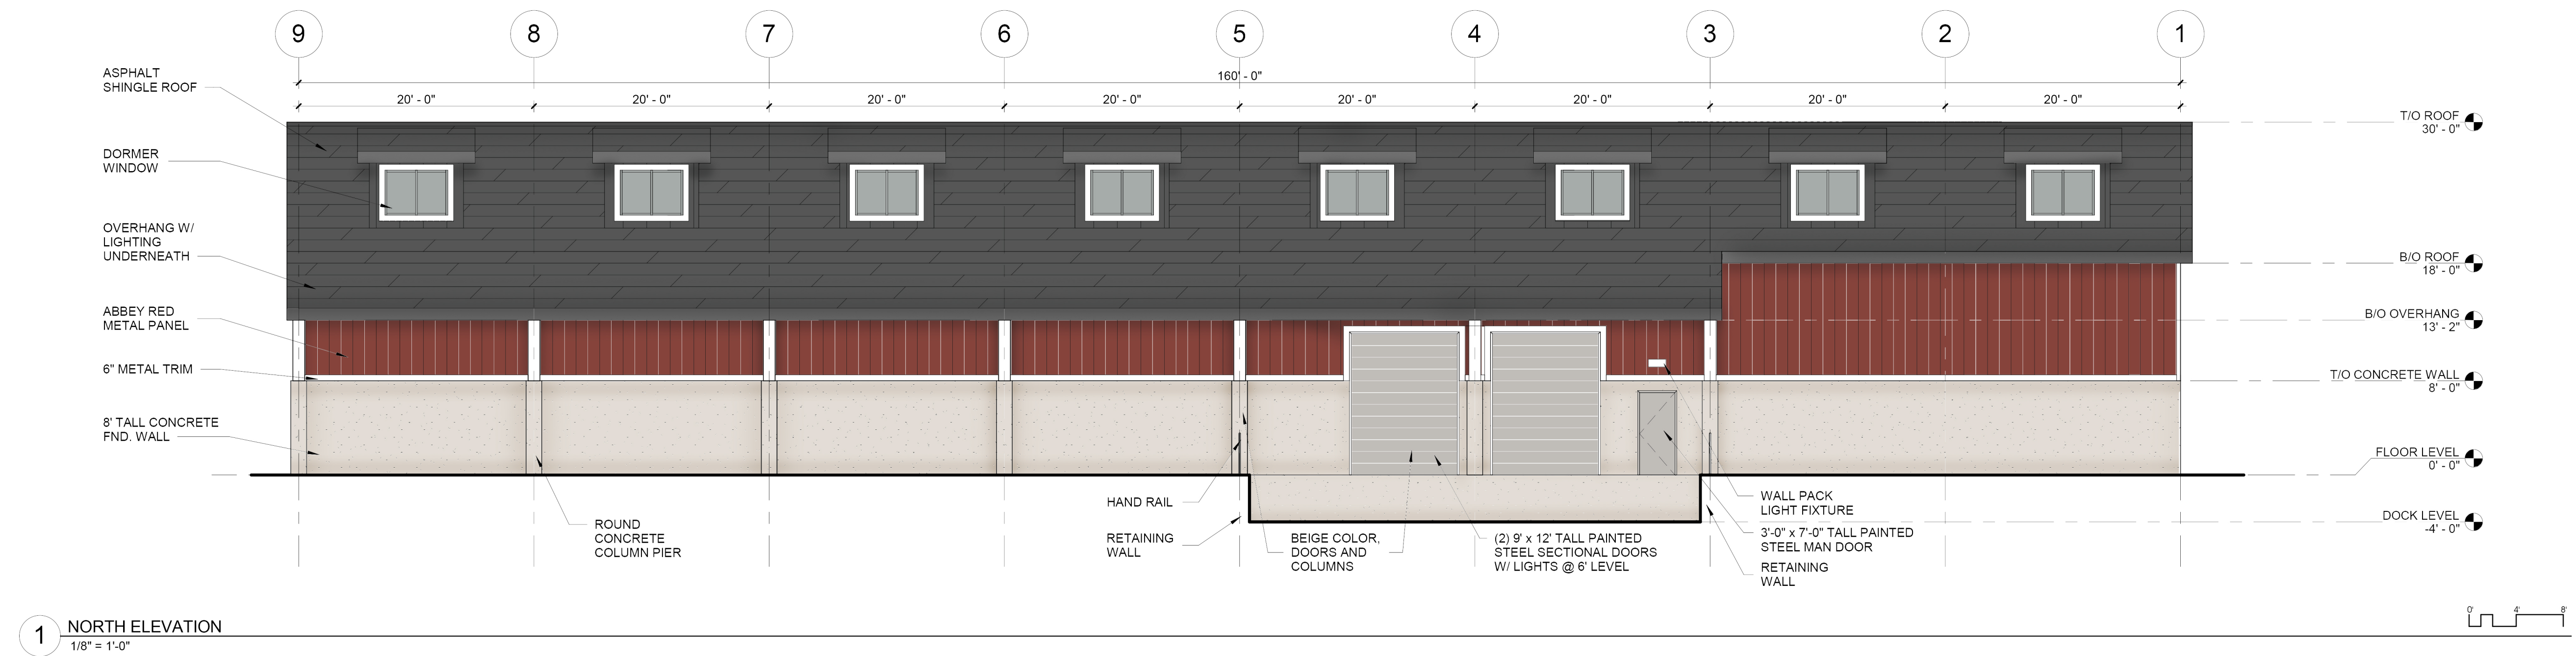 9 8 7 6 5 4 3 2 1
160' - 0"
20' - 0" 20' - 0" 20' - 0" 20' - 0" 20' - 0" 20' - 0" 20' - 0" 20' - 0"
ASPHALT
SHINGLE ROOF
DORMER
WINDOW
OVERHANG W/
LIGHTING
UNDERNEATH
ABBEY RED
METAL PANEL
6" METAL TRIM
8' TALL CONCRETE
FND. WALL
T/O ROOF
30' - 0"
B/O ROOF
18' - 0"
B/O OVERHANG
13' - 2"
T/O CONCRETE WALL
8' - 0"
FLOOR LEVEL
0' - 0"
DOCK LEVEL
-4' - 0"
ROUND
CONCRETE
COLUMN PIER
HAND RAIL
RETAINING
WALL
BEIGE COLOR,
DOORS AND
COLUMNS
(2) 9' x 12' TALL PAINTED
STEEL SECTIONAL DOORS
W/ LIGHTS @ 6' LEVEL
WALL PACK
LIGHT FIXTURE
3'-0" x 7'-0" TALL PAINTED
STEEL MAN DOOR
RETAINING
WALL
1 NORTH ELEVATION
1/8" = 1'-0"
0' 4' 8'